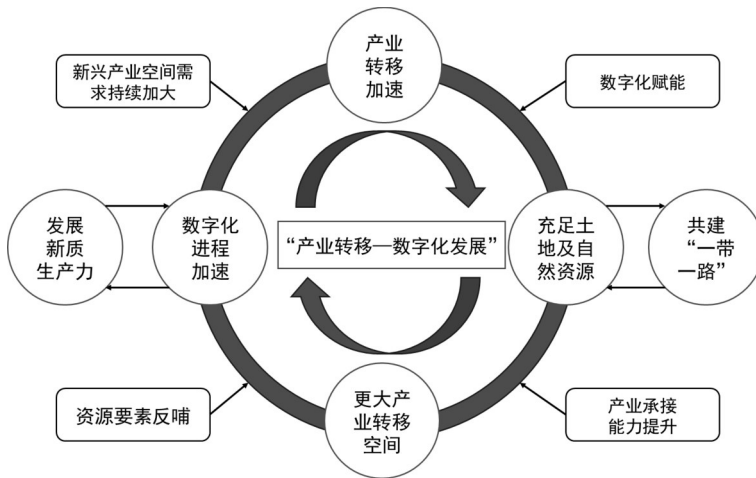 产业
转移
加速
新兴产业空间需
求持续加大
数字化赋能
发展
新质
生产力
数字化
进程
加速
“产业转移—数字化发展”
充足土
地及自
然资源
共建
“一带
一路”
资源要素反哺
更大产
业转移
空间
产业承接
能力提升